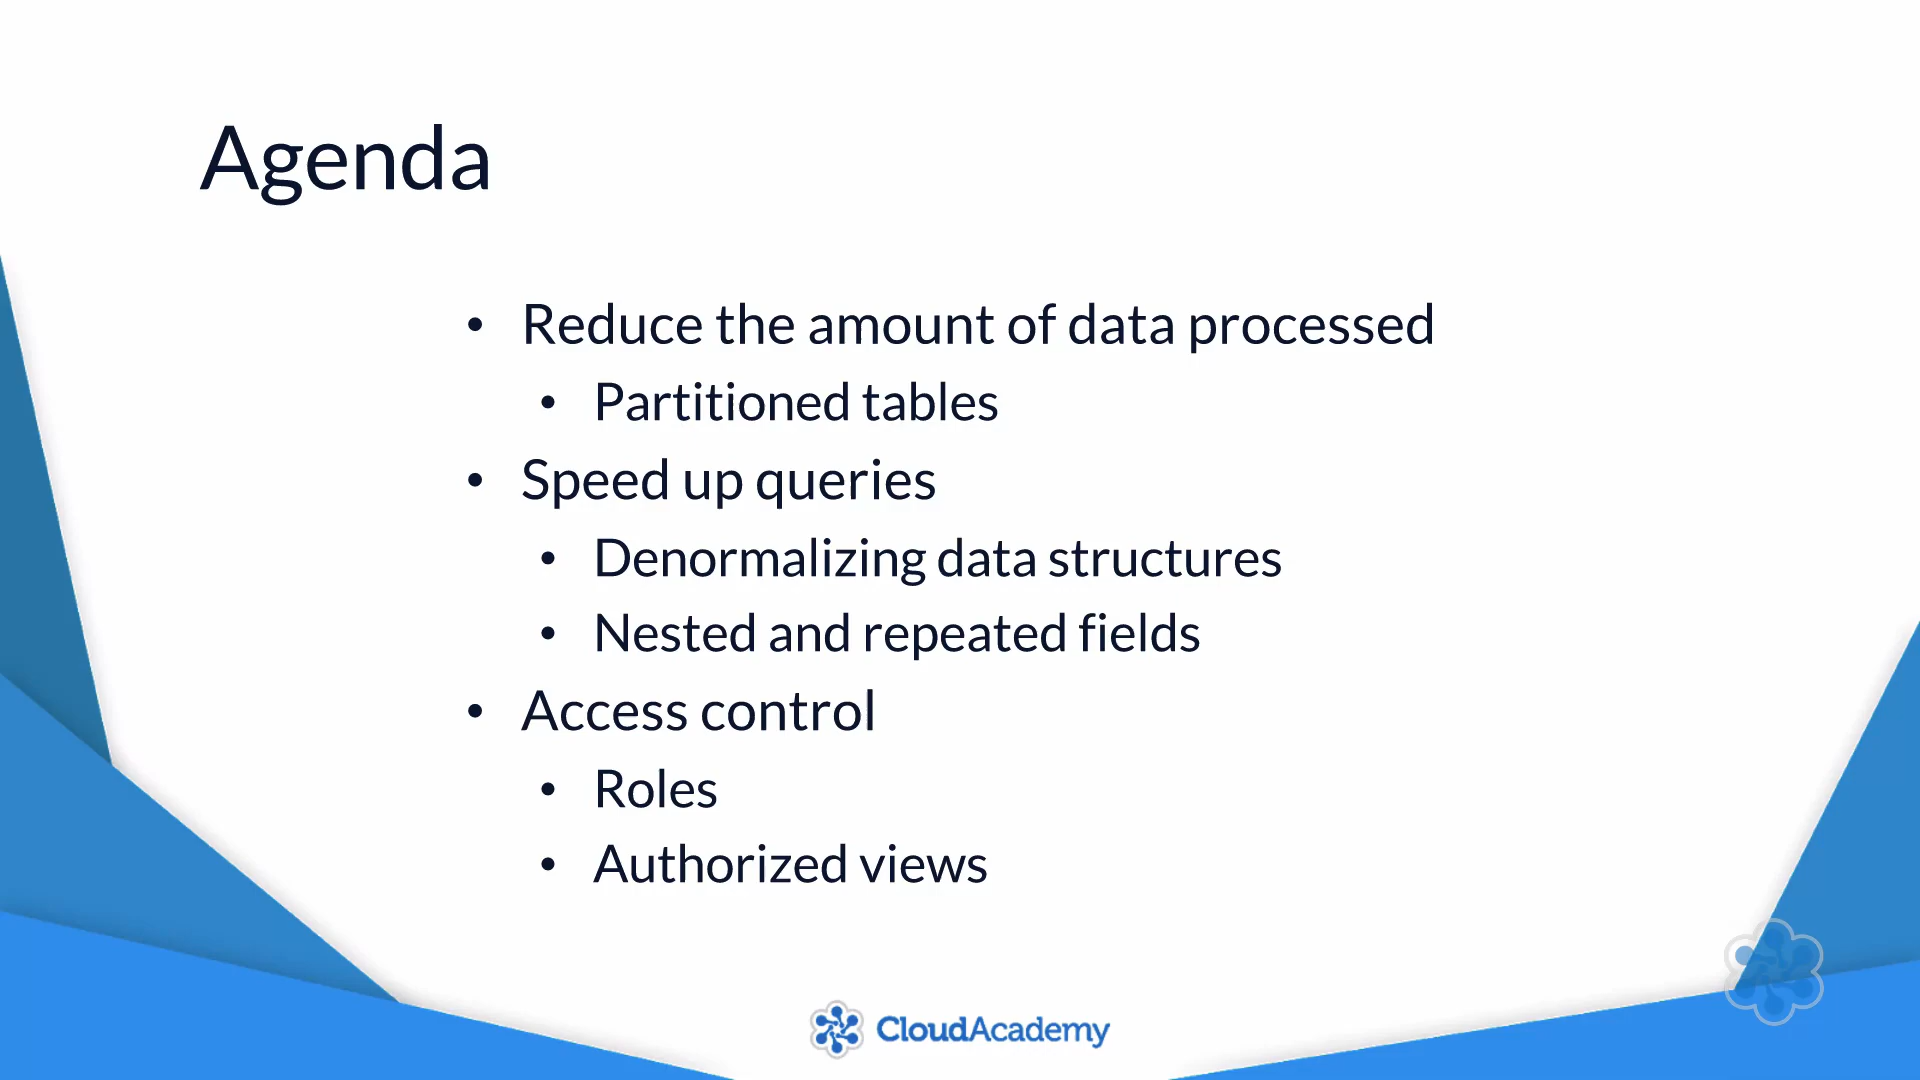 Agenda
• Reduce the amount of data processed
• Partitioned tables
• Speed up queries
• Denormalizing data structures
• Nested and repeated fields
• Access control
• Roles
• Authorized views
CloudAcademy